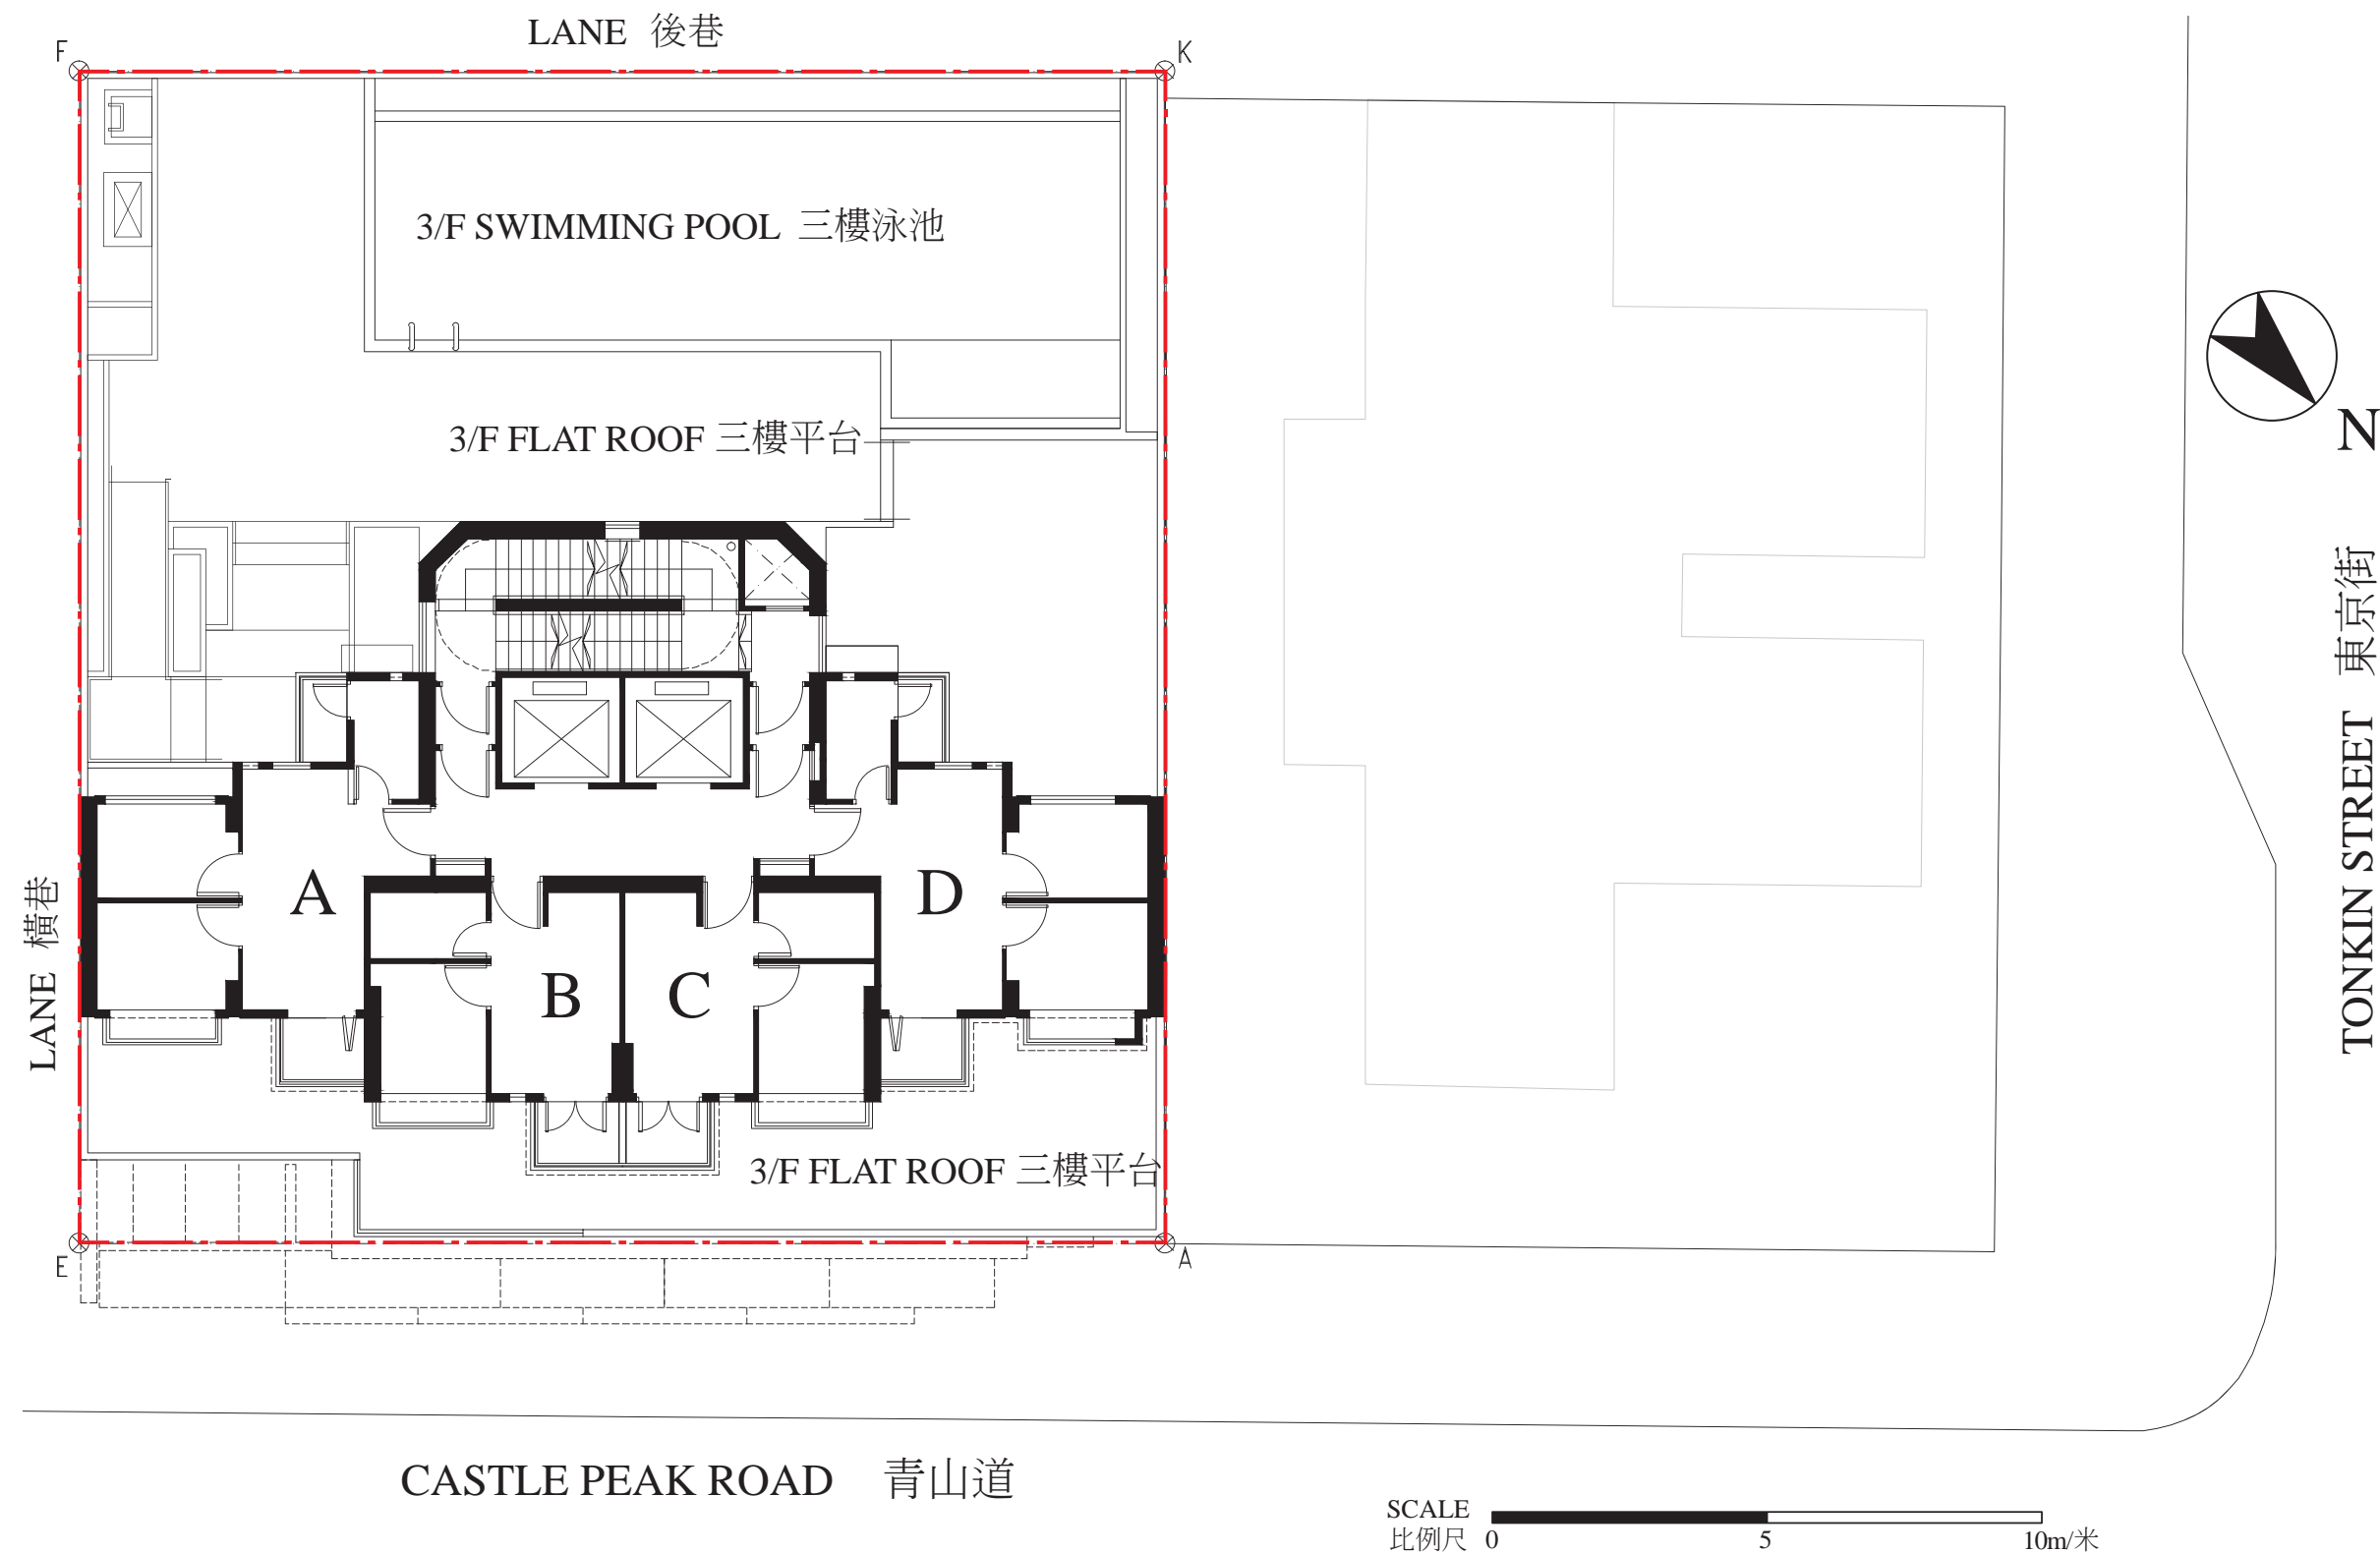 LANE 後巷
F
K
3/F SWIMMING POOL 三樓泳池
3/F FLAT ROOF 三樓平台
N
TONKIN STREET 東京街
LANE 橫巷
A
D
B
C
3/F FLAT ROOF 三樓平台
E
A
CASTLE PEAK ROAD 青山道
SCALE
比例尺
0 5 10m/米